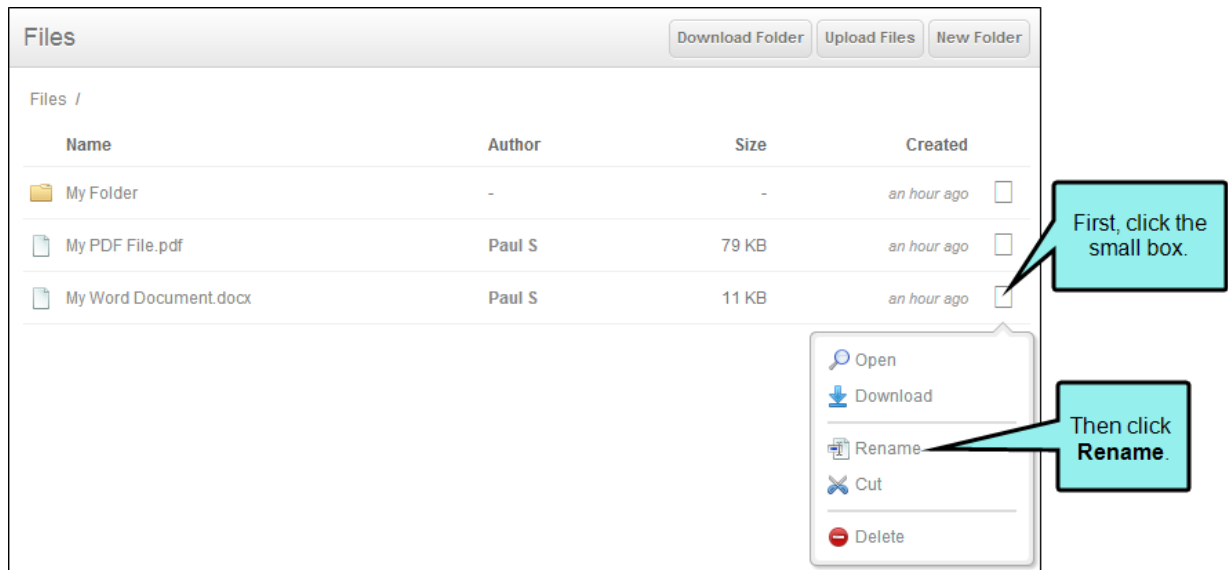 Files
Download Folder Upload Files New Folder
Files /
Name Author Size Created
My Folder - - an hour ago
My PDF File.pdf Paul S 79 KB an hour ago
My Word Document.docx Paul S 11 KB an hour ago
First, click the
small box.
Open
Download
Rename
Cut
Delete
Then click
Rename.